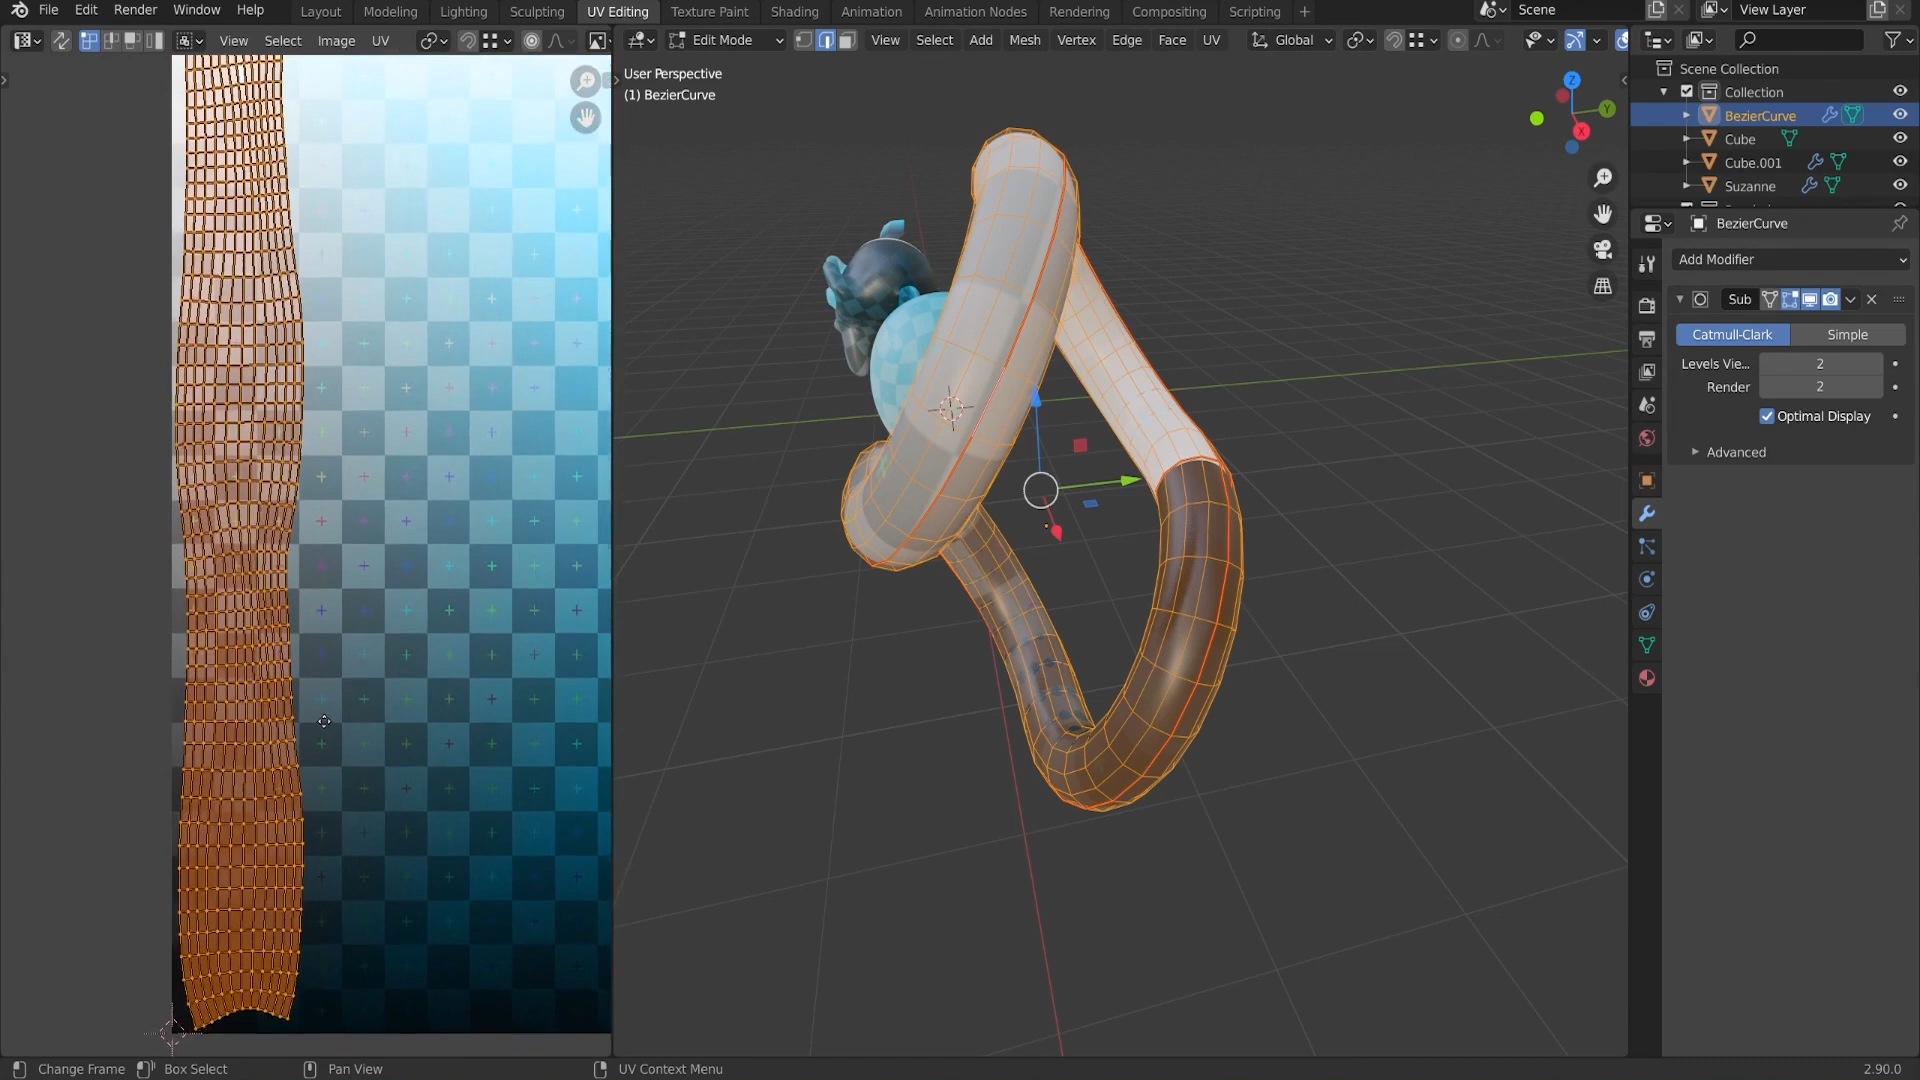 File Edit Render Window Help Layout Modeling Lighting Sculpting UV Editing Texture Paint Shading Animation Animation Nodes Rendering Compositing Scripting + Scene View Layer
View Select Image UV Edit Mode View Select Add Mesh Vertex Edge Face UV Global
User Perspective
(1) BezierCurve
Z
Y
X
Scene Collection
Collection
BezierCurve
Cube
Cube.001
Suzanne
BezierCurve
Add Modifier
Sub
Catmull-Clark Simple
Levels Vie... 2
Render 2
Optimal Display
Advanced
Change Frame Box Select Pan View UV Context Menu 2.90.0